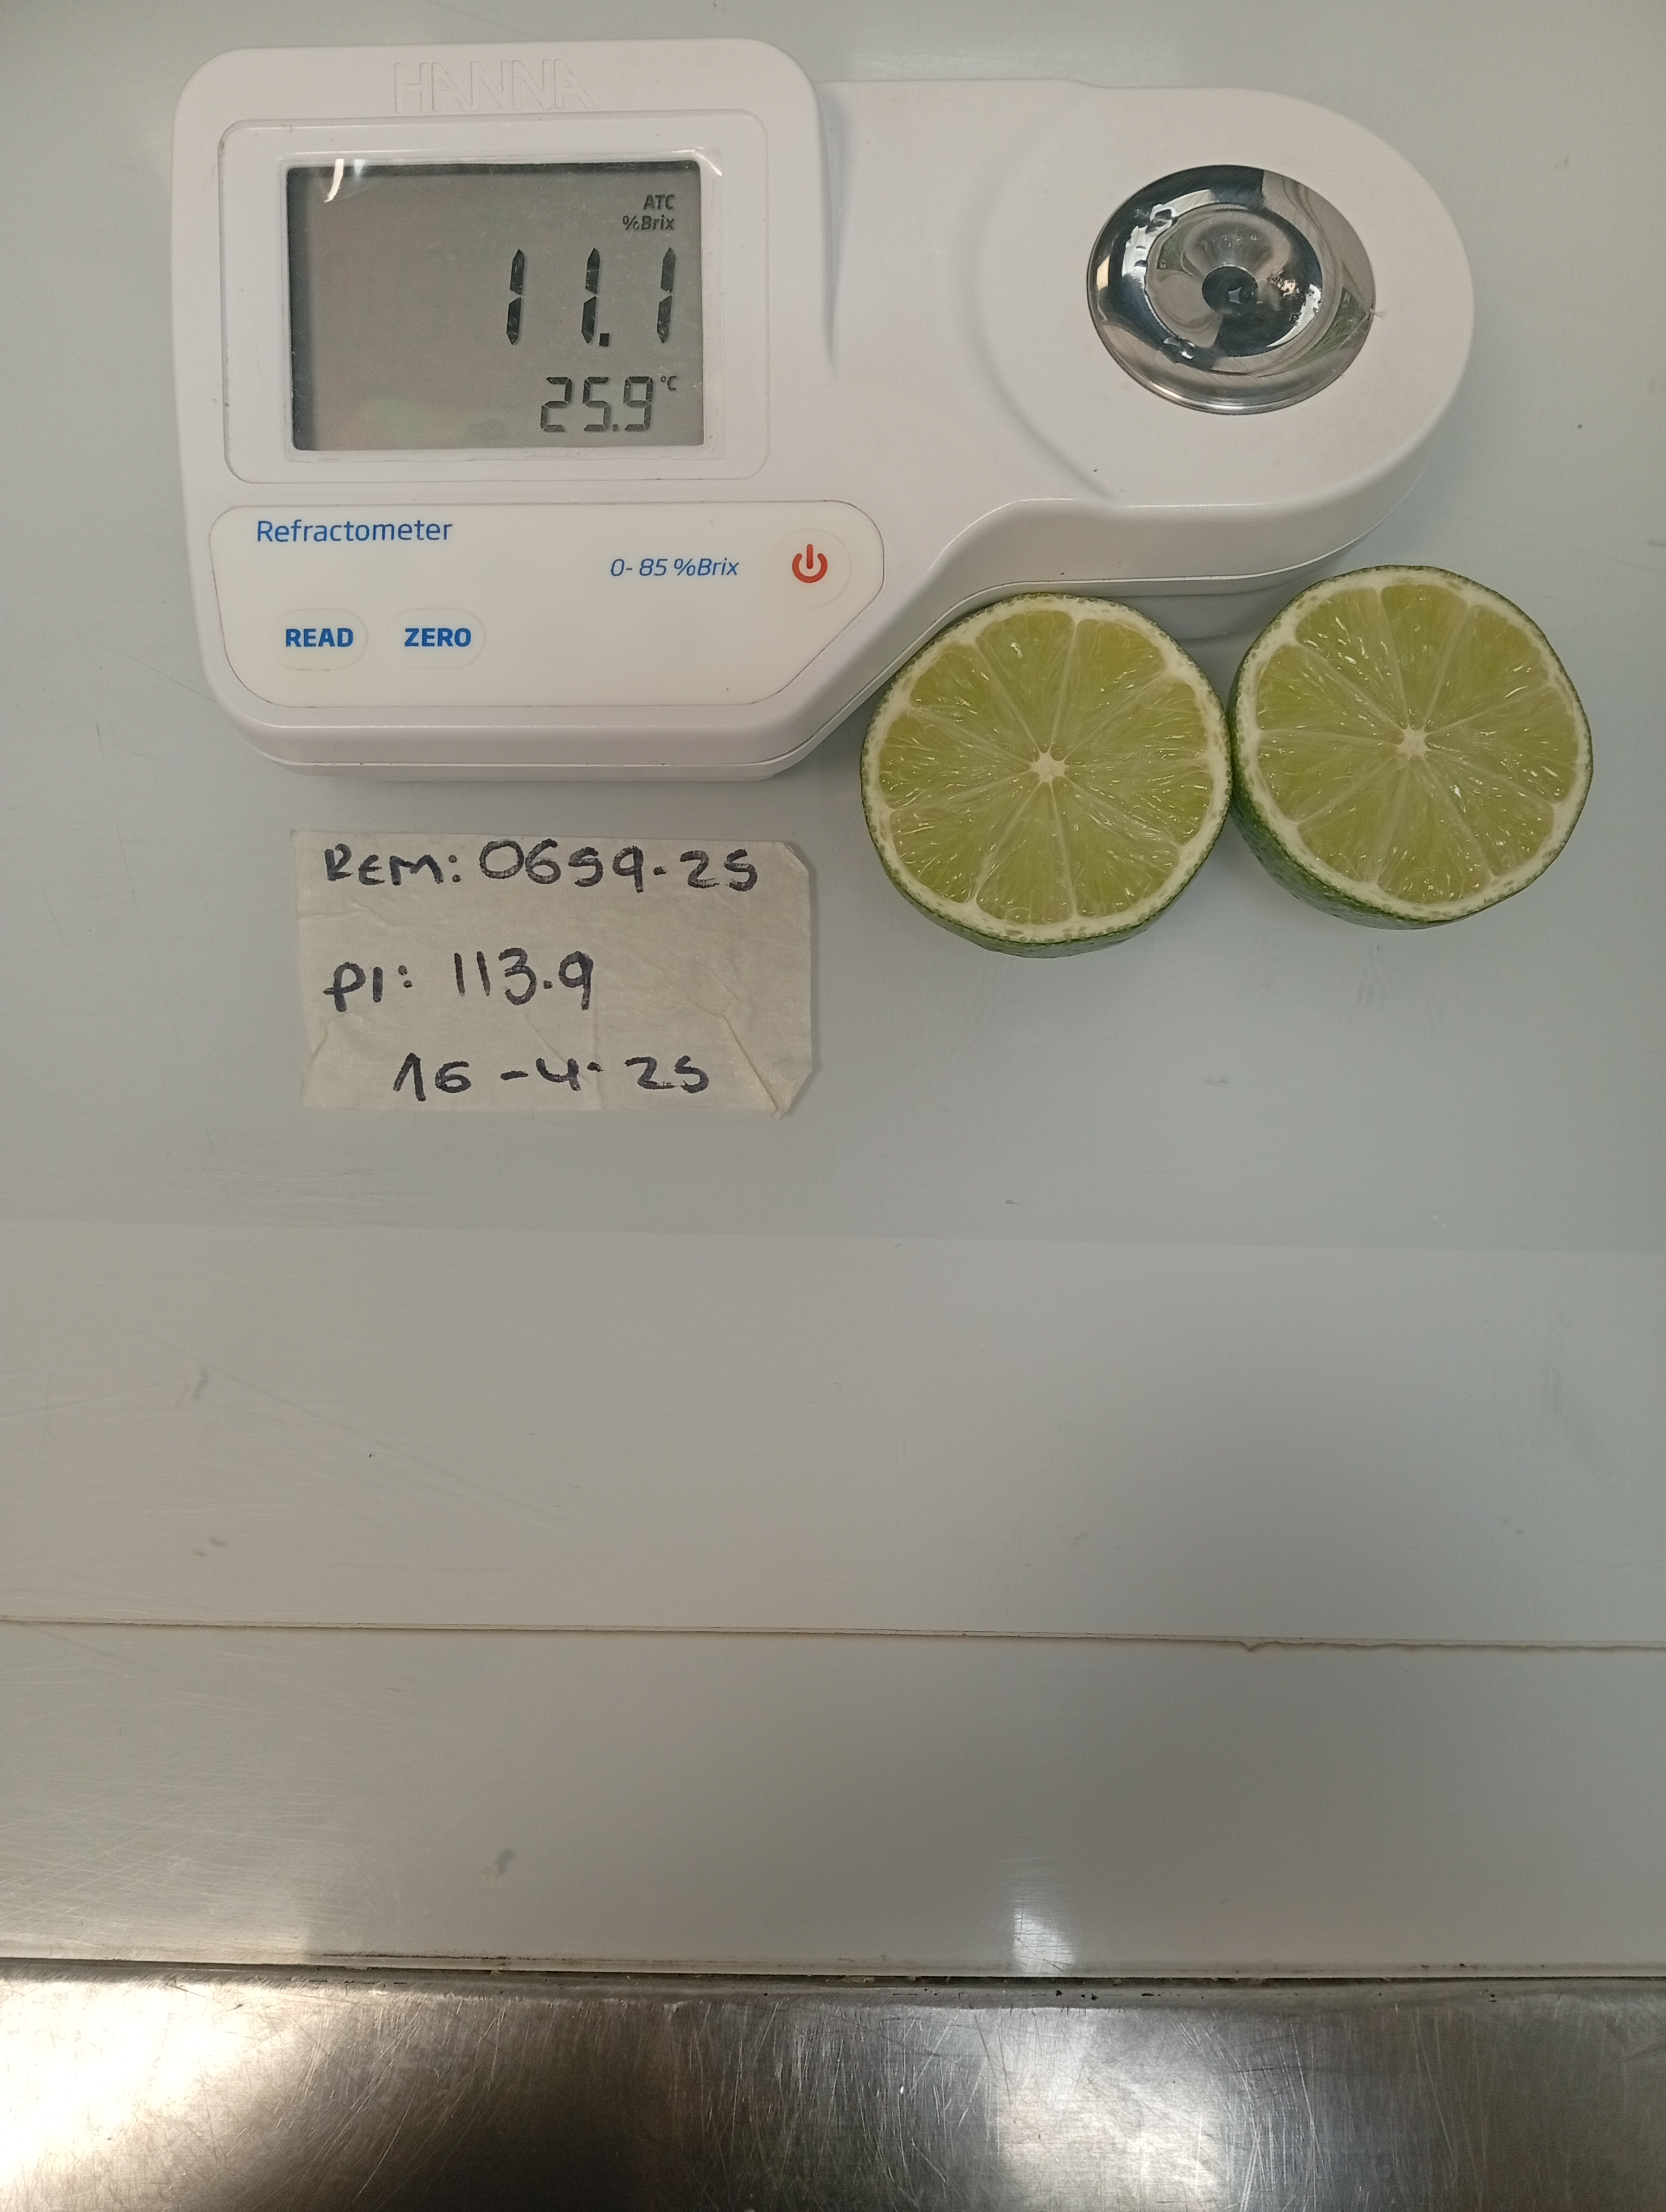 HANNA
ATC
%Brix
11.1
25.9°C
Refractometer
0-85 %Brix
READ ZERO
REM: 0659-25
PI: 113.9
16-4-25